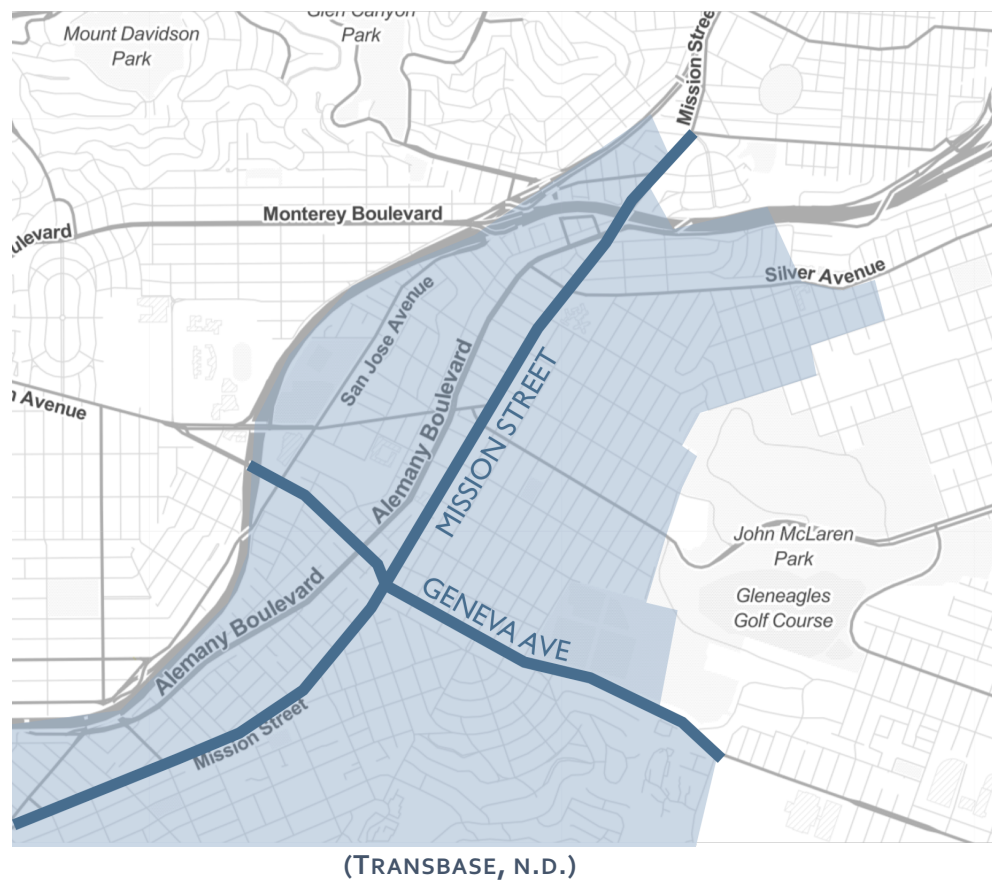 Mount Davidson
Park
Glen Canyon
Park
Mission Stree
Monterey Boulevard
ulevard
Silver Avenue
San Jose Avenue
Alemany Boulevard
n Avenue
MISSION STREET
Alemany Boulevard
GENEVA AVE
John McLaren
Park
Gleneagles
Golf Course
Mission Street
(TRANSBASE, N.D.)